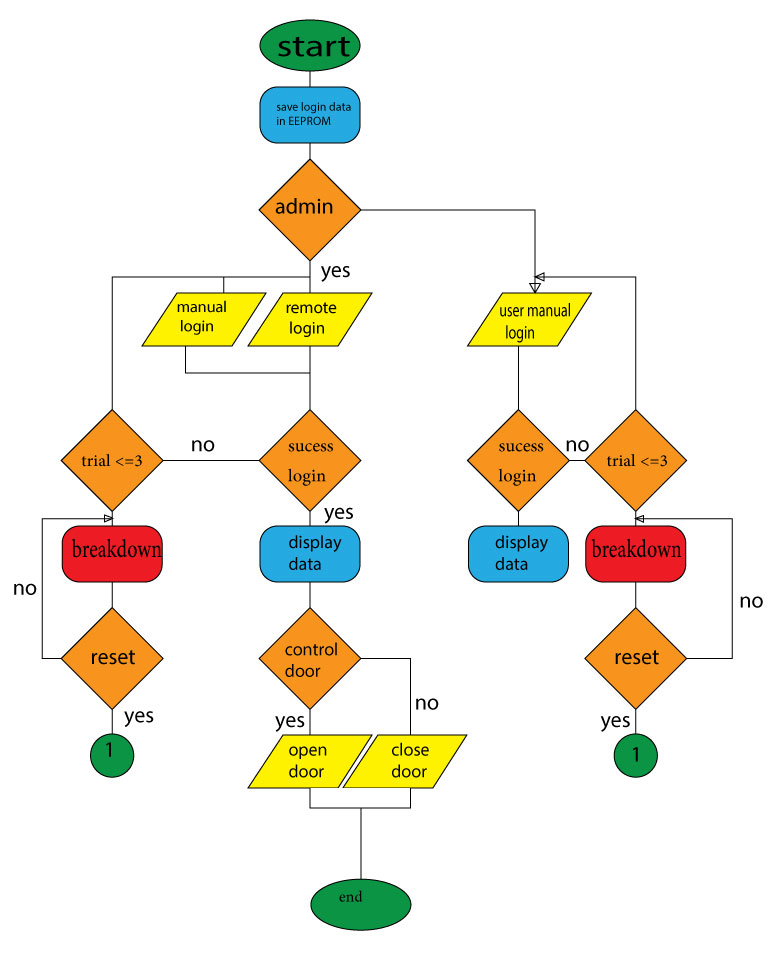 start
save login data
in EEPROM
admin
yes
manual
login
remote
login
user manual
login
trial <=3
no
sucess
login
sucess
login
no
trial <=3
yes
breakdown
display
data
display
data
breakdown
no
no
reset
control
door
reset
yes
yes
no
yes
1
open
door
close
door
1
end